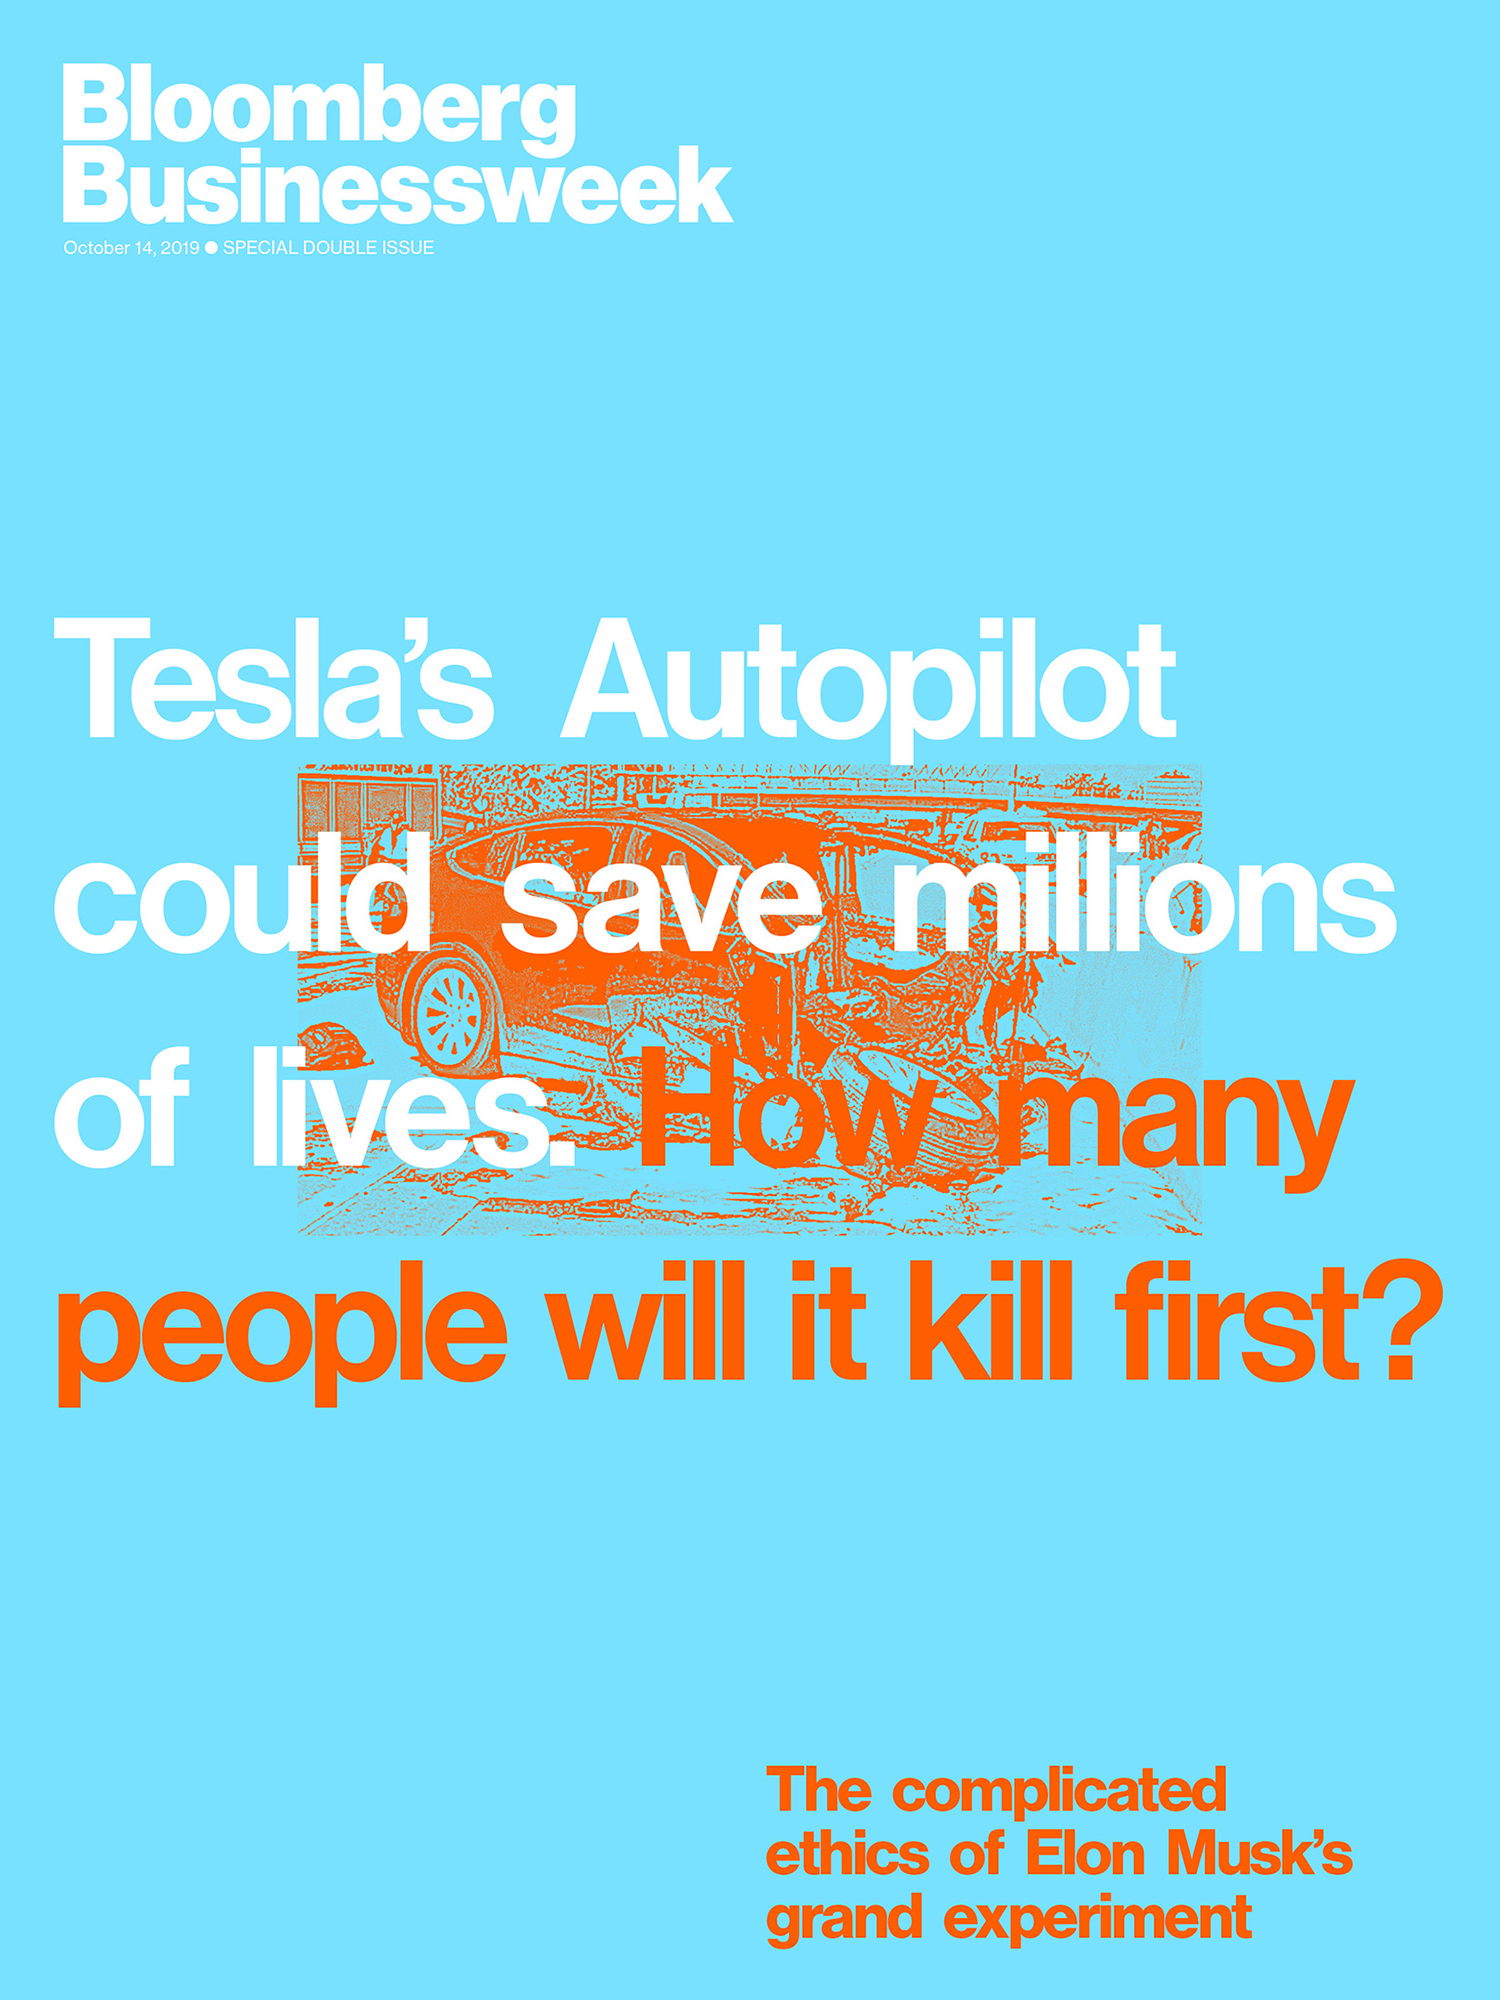 Bloomberg
Businessweek
October 14, 2019 ● SPECIAL DOUBLE ISSUE
Tesla’s Autopilot
could save millions
of lives. How many
people will it kill first?
The complicated
ethics of Elon Musk’s
grand experiment